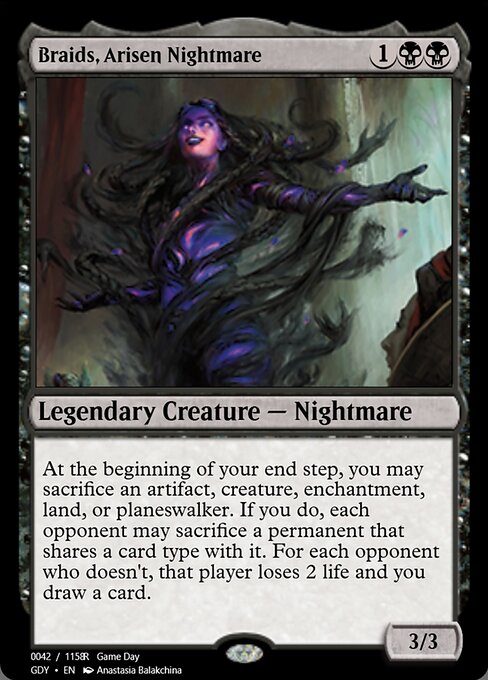 Braids, Arisen Nightmare 1
Legendary Creature — Nightmare
At the beginning of your end step, you may
sacrifice an artifact, creature, enchantment,
land, or planeswalker. If you do, each
opponent may sacrifice a permanent that
shares a card type with it. For each opponent
who doesn't, that player loses 2 life and you
draw a card.
3/3
0042 / 1158R Game Day
GDY • EN Anastasia Balakchina